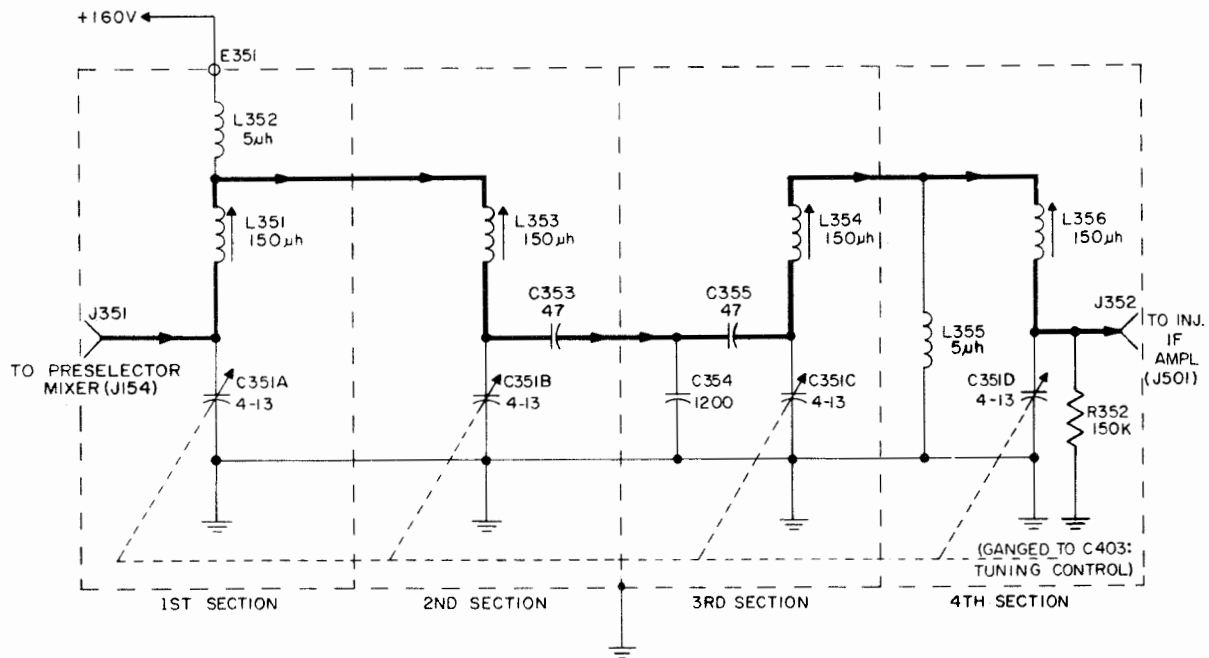 +160V
E351
L352
5µh
L351
150µh
L353
150µh
L354
150µh
L356
150µh
J351
TO PRESELECTOR
MIXER (J154)
C353
47
C355
47
L355
5µh
J352
TO INJ.
IF
AMPL
(J501)
C351A
4-13
C351B
4-13
C354
1200
C351C
4-13
C351D
4-13
R352
150K
(GANGED TO C403:
TUNING CONTROL)
1ST SECTION
2ND SECTION
3RD SECTION
4TH SECTION